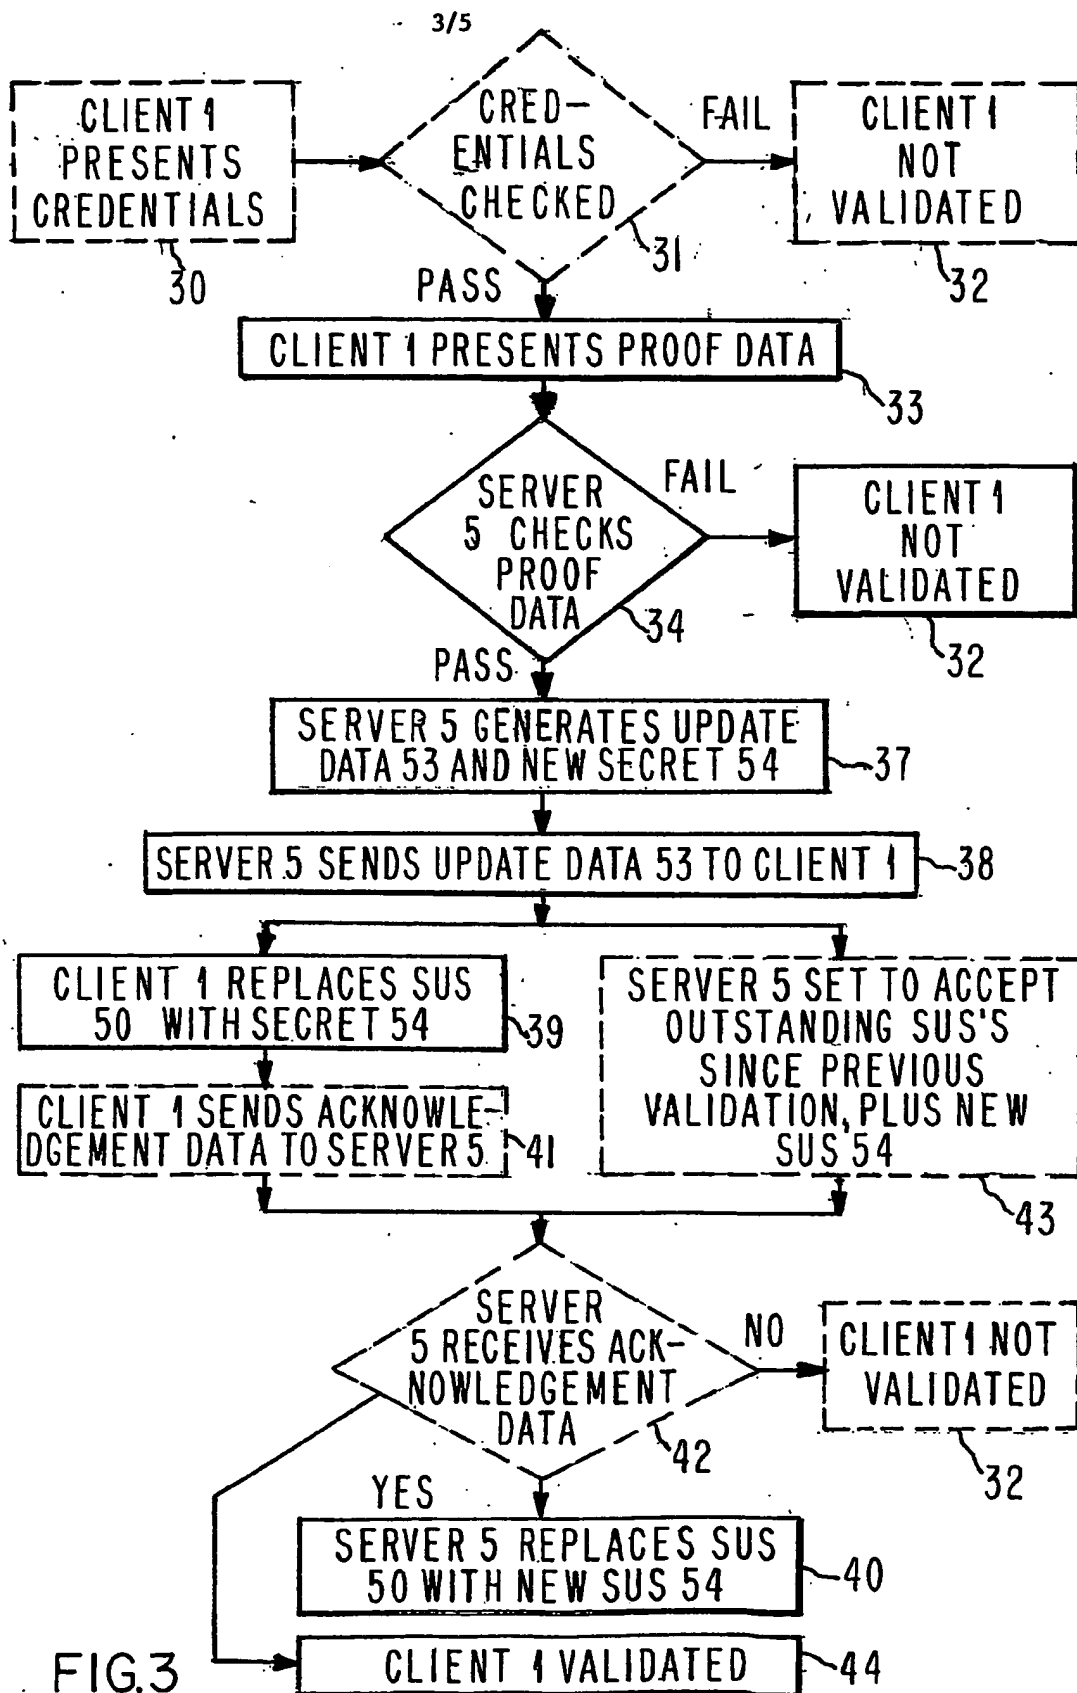 3/5
CLIENT 1
PRESENTS
CREDENTIALS
30
CRED-
ENTIALS
CHECKED
31
FAIL
CLIENT 1
NOT
VALIDATED
32
PASS
CLIENT 1 PRESENTS PROOF DATA
33
SERVER
5 CHECKS
PROOF
DATA
34
FAIL
CLIENT 1
NOT
VALIDATED
32
PASS
SERVER 5 GENERATES UPDATE
DATA 53 AND NEW SECRET 54
37
SERVER 5 SENDS UPDATE DATA 53 TO CLIENT 1
38
CLIENT 1 REPLACES SUS
50 WITH SECRET 54
39
CLIENT 1 SENDS ACKNOWLE-
DGEMENT DATA TO SERVER 5
41
SERVER 5 SET TO ACCEPT
OUTSTANDING SUS'S
SINCE PREVIOUS
VALIDATION, PLUS NEW
SUS 54
43
SERVER
5 RECEIVES ACK-
NOWLEDGEMENT
DATA
42
NO
CLIENT 1 NOT
VALIDATED
32
YES
SERVER 5 REPLACES SUS
50 WITH NEW SUS 54
40
CLIENT 1 VALIDATED
44
FIG.3